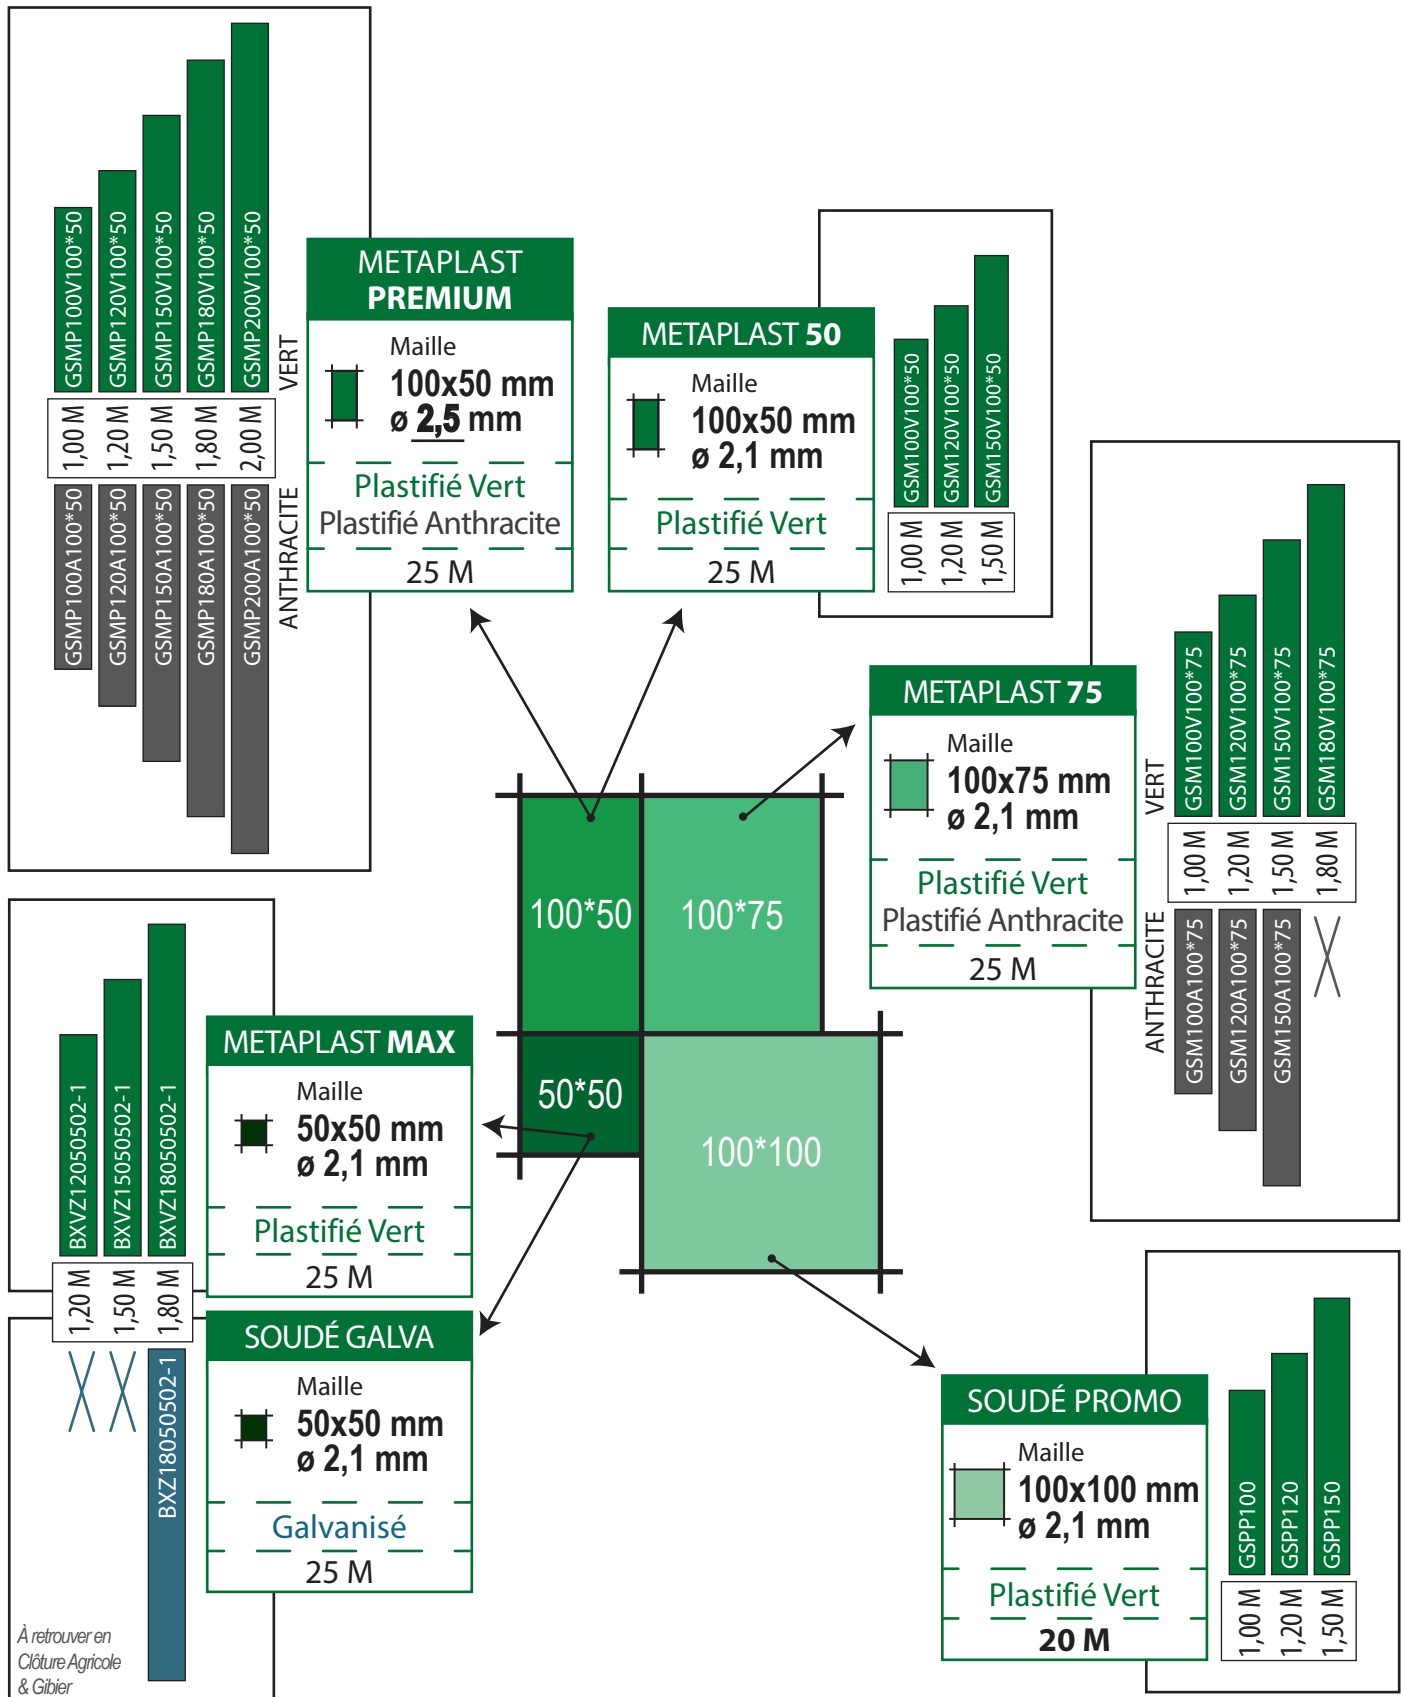 GSMP100V100*50
GSMP120V100*50
GSMP150V100*50
GSMP180V100*50
GSMP200V100*50
VERT
1,00 M
1,20 M
1,50 M
1,80 M
2,00 M
GSMP100A100*50
GSMP120A100*50
GSMP150A100*50
GSMP180A100*50
GSMP200A100*50
ANTHRACITE
METAPLAST
PREMIUM
Maille
100x50 mm
ø 2,5 mm
Plastifié Vert
Plastifié Anthracite
25 M
METAPLAST 50
Maille
100x50 mm
ø 2,1 mm
Plastifié Vert
25 M
GSM100V100*50
GSM120V100*50
GSM150V100*50
1,00 M
1,20 M
1,50 M
METAPLAST 75
Maille
100x75 mm
ø 2,1 mm
Plastifié Vert
Plastifié Anthracite
25 M
VERT
GSM100V100*75
GSM120V100*75
GSM150V100*75
GSM180V100*75
1,00 M
1,20 M
1,50 M
1,80 M
ANTHRACITE
GSM100A100*75
GSM120A100*75
GSM150A100*75
100*50
100*75
50*50
100*100
BXVZ12050502-1
BXVZ15050502-1
BXVZ18050502-1
1,20 M
1,50 M
1,80 M
METAPLAST MAX
Maille
50x50 mm
ø 2,1 mm
Plastifié Vert
25 M
BXZ18050502-1
SOUDÉ GALVA
Maille
50x50 mm
ø 2,1 mm
Galvanisé
25 M
À retrouver en
Clôture Agricole
& Gibier
SOUDÉ PROMO
Maille
100x100 mm
ø 2,1 mm
Plastifié Vert
20 M
GSPP100
GSPP120
GSPP150
1,00 M
1,20 M
1,50 M